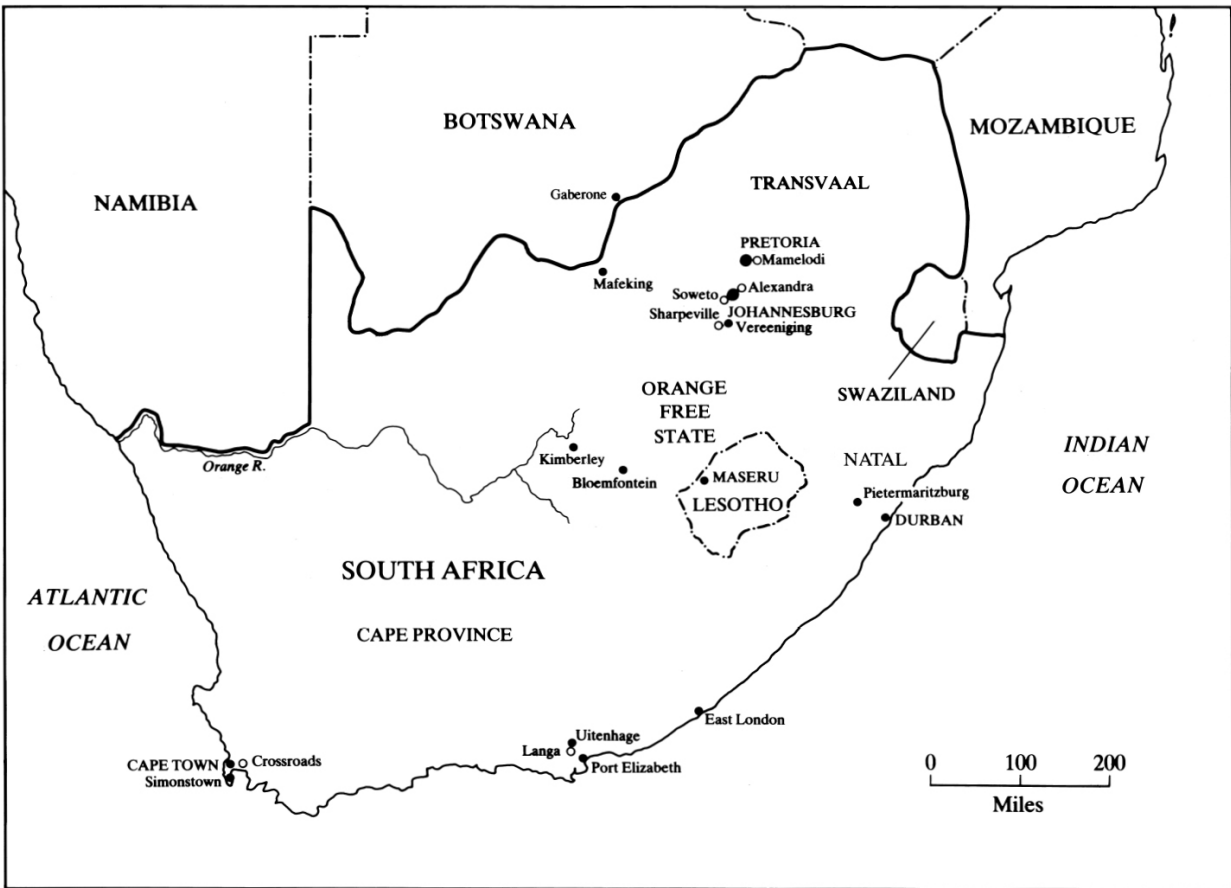 BOTSWANA
MOZAMBIQUE
NAMIBIA
TRANSVAAL
Gaberone
PRETORIA
Mamelodi
Mafeking
Alexandra
Soweto
Sharpeville
JOHANNESBURG
Vereeniging
SWAZILAND
ORANGE
FREE
STATE
INDIAN
OCEAN
NATAL
Orange R.
Kimberley
Bloemfontein
MASERU
LESOTHO
Pietermaritzburg
DURBAN
SOUTH AFRICA
ATLANTIC
OCEAN
CAPE PROVINCE
East London
Uitenhage
Langa
Port Elizabeth
CAPE TOWN
Crossroads
Simonstown
0 100 200
Miles